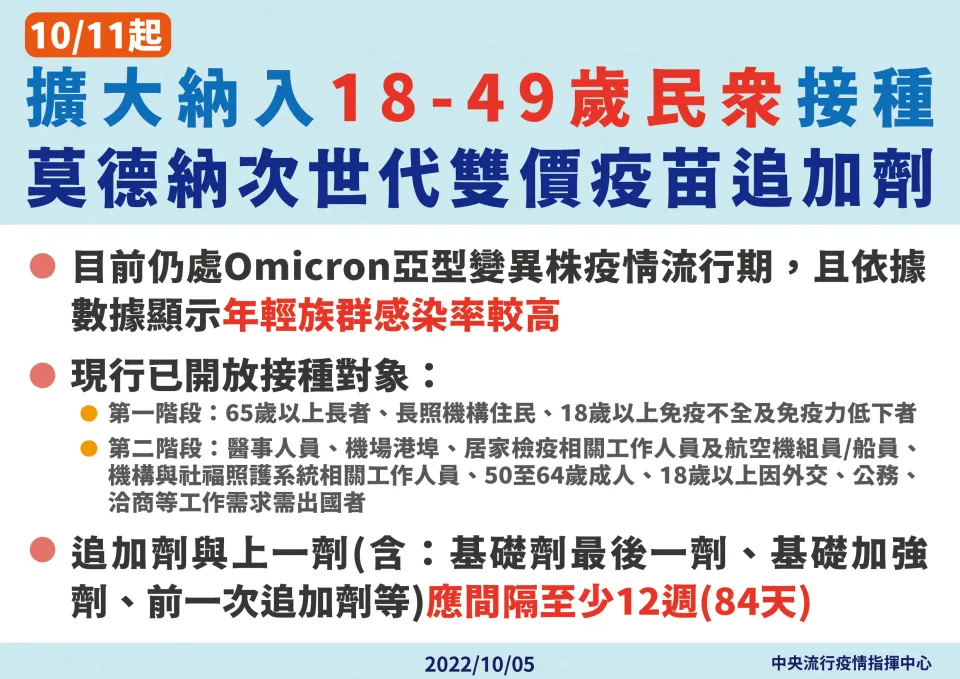 10/11起
擴大納入18-49歲民眾接種
莫德納次世代雙價疫苗追加劑
目前仍處Omicron亞型變異株疫情流行期，且依據
數據顯示年輕族群感染率較高
現行已開放接種對象：
第一階段：65歲以上長者、長照機構住民、18歲以上免疫不全及免疫力低下者
第二階段：醫事人員、機場港埠、居家檢疫相關工作人員及航空機組員/船員、
機構與社福照護系統相關工作人員、50至64歲成人、18歲以上因外交、公務、
洽商等工作需求需出國者
追加劑與上一劑(含：基礎劑最後一劑、基礎加強
劑、前一次追加劑等)應間隔至少12週(84天)
2022/10/05
中央流行疫情指揮中心